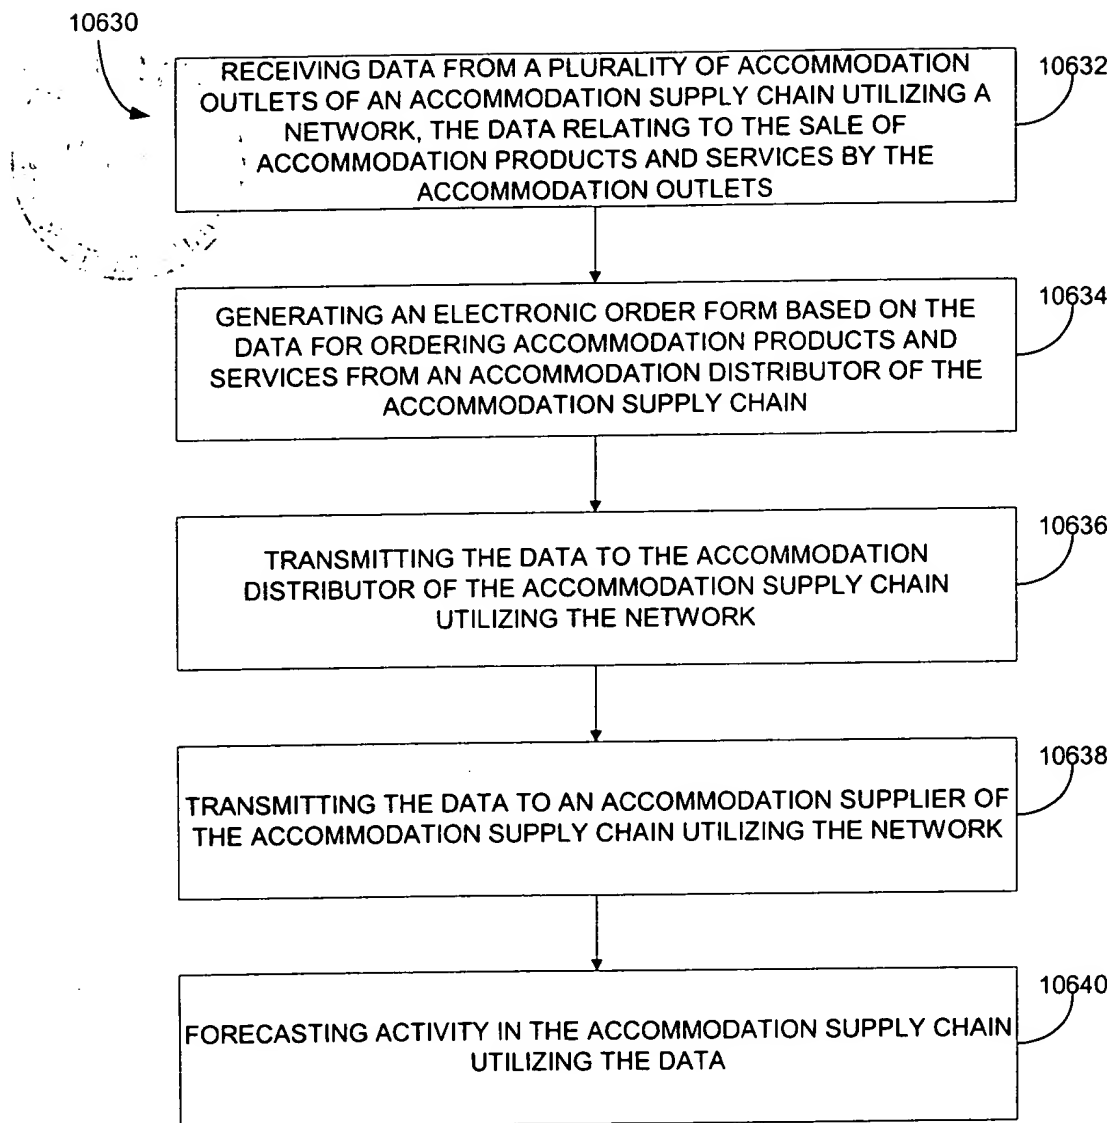 10630
RECEIVING DATA FROM A PLURALITY OF ACCOMMODATION
OUTLETS OF AN ACCOMMODATION SUPPLY CHAIN UTILIZING A
NETWORK, THE DATA RELATING TO THE SALE OF
ACCOMMODATION PRODUCTS AND SERVICES BY THE
ACCOMMODATION OUTLETS
10632
GENERATING AN ELECTRONIC ORDER FORM BASED ON THE
DATA FOR ORDERING ACCOMMODATION PRODUCTS AND
SERVICES FROM AN ACCOMMODATION DISTRIBUTOR OF THE
ACCOMMODATION SUPPLY CHAIN
10634
TRANSMITTING THE DATA TO THE ACCOMMODATION
DISTRIBUTOR OF THE ACCOMMODATION SUPPLY CHAIN
UTILIZING THE NETWORK
10636
TRANSMITTING THE DATA TO AN ACCOMMODATION SUPPLIER OF
THE ACCOMMODATION SUPPLY CHAIN UTILIZING THE NETWORK
10638
FORECASTING ACTIVITY IN THE ACCOMMODATION SUPPLY CHAIN
UTILIZING THE DATA
10640